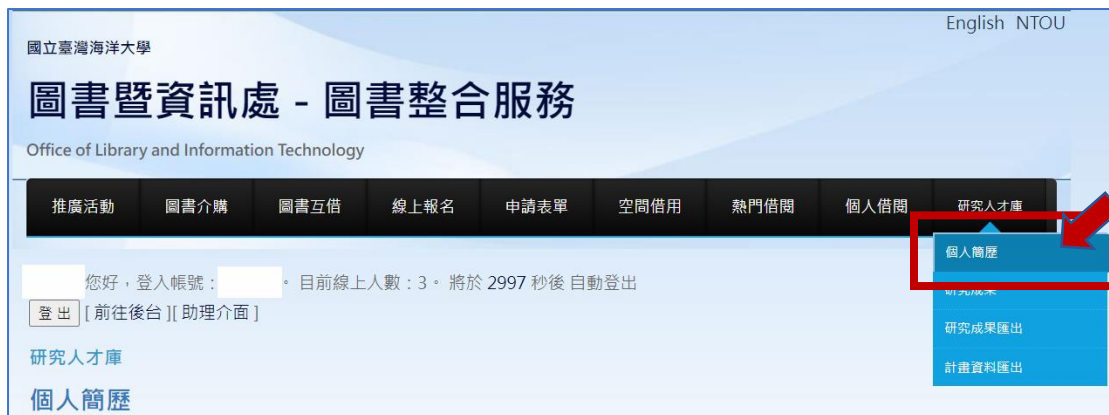 English NTOU
國立臺灣海洋大學
圖書暨資訊處 - 圖書整合服務
Office of Library and Information Technology
推廣活動 圖書介購 圖書互借 線上報名 申請表單 空間借用 熱門借閱 個人借閱 研究人才庫
個人簡歷
研究成果
研究成果匯出
計畫資料匯出
您好，登入帳號： 。目前線上人數：3。 將於 2997 秒後 自動登出
登出 [ 前往後台 ][ 助理介面 ]
研究人才庫
個人簡歷